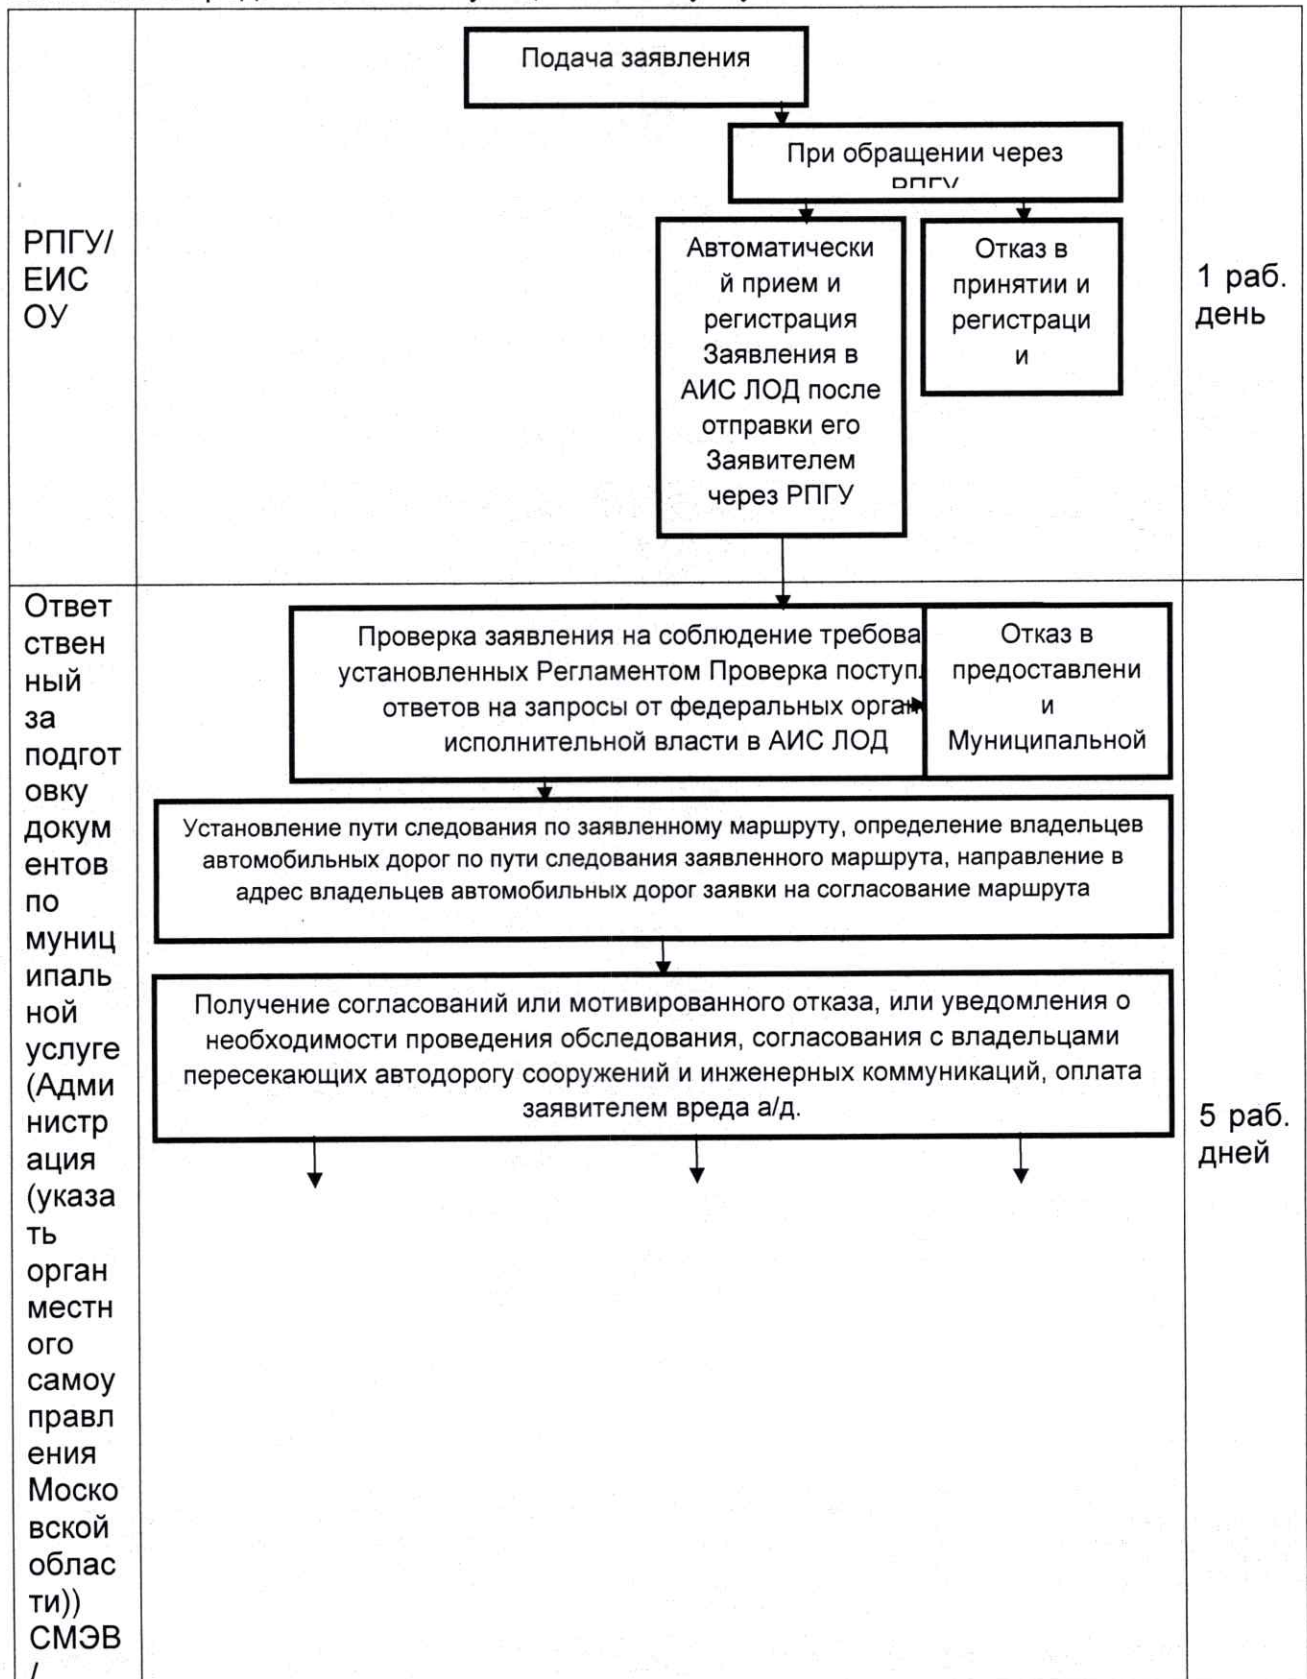 Подача заявления
При обращении через
РПГУ
РПГУ/
ЕИС
ОУ
Автоматически
й прием и
регистрация
Заявления в
АИС ЛОД после
отправки его
Заявителем
через РПГУ
Отказ в
принятии и
регистраци
и
1 раб.
день
Ответ
ствен
ный
за
подгот
овку
докум
ентов
по
муниц
ипаль
ной
услуге
(Адми
нистр
ация
(указа
ть
орган
местн
ого
самоу
правл
ения
Моско
вской
облас
ти))
СМЭВ
/
Проверка заявления на соблюдение требова
установленных Регламентом Проверка поступ
ответов на запросы от федеральных орган
исполнительной власти в АИС ЛОД
Отказ в
предоставлени
и
Муниципальной
Установление пути следования по заявленному маршруту, определение владельцев
автомобильных дорог по пути следования заявленного маршрута, направление в
адрес владельцев автомобильных дорог заявки на согласование маршрута
Получение согласований или мотивированного отказа, или уведомления о
необходимости проведения обследования, согласования с владельцами
пересекающих автодорогу сооружений и инженерных коммуникаций, оплата
заявителем вреда а/д.
5 раб.
дней